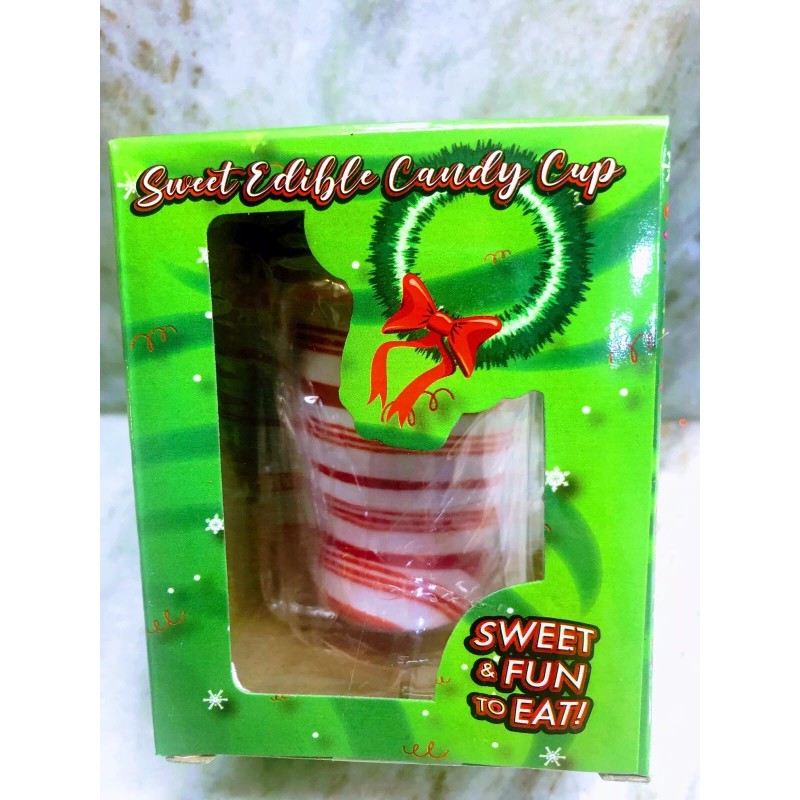 Sweet Edible Candy Cup
SWEET
& FUN
TO EAT!